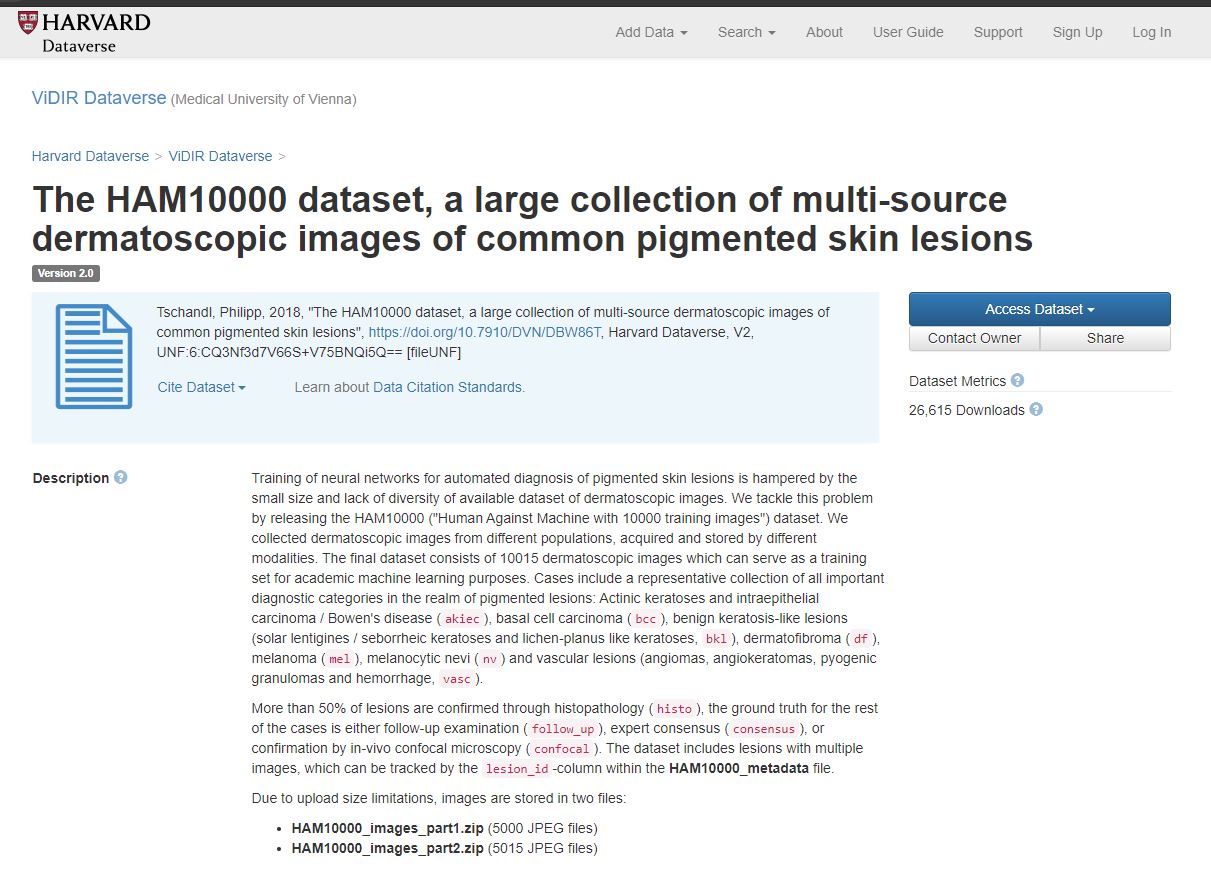 HARVARD
Dataverse
Add Data Search About User Guide Support Sign Up Log In
ViDIR Dataverse (Medical University of Vienna)
Harvard Dataverse > ViDIR Dataverse >
The HAM10000 dataset, a large collection of multi-source
dermatoscopic images of common pigmented skin lesions
Version 2.0
Tschandl, Philipp, 2018, "The HAM10000 dataset, a large collection of multi-source dermatoscopic images of
common pigmented skin lesions", https://doi.org/10.7910/DVN/DBW86T, Harvard Dataverse, V2,
UNF:6:CQ3Nf3d7V66S+V75BNQi5Q== [fileUNF]
Cite Dataset Learn about Data Citation Standards.
Access Dataset
Contact Owner Share
Dataset Metrics ?
26,615 Downloads ?
Description ?
Training of neural networks for automated diagnosis of pigmented skin lesions is hampered by the
small size and lack of diversity of available dataset of dermatoscopic images. We tackle this problem
by releasing the HAM10000 ("Human Against Machine with 10000 training images") dataset. We
collected dermatoscopic images from different populations, acquired and stored by different
modalities. The final dataset consists of 10015 dermatoscopic images which can serve as a training
set for academic machine learning purposes. Cases include a representative collection of all important
diagnostic categories in the realm of pigmented lesions: Actinic keratoses and intraepithelial
carcinoma / Bowen's disease ( akiec ), basal cell carcinoma ( bcc ), benign keratosis-like lesions
(solar lentigines / seborrheic keratoses and lichen-planus like keratoses, bkl ), dermatofibroma ( df ),
melanoma ( mel ), melanocytic nevi ( nv ) and vascular lesions (angiomas, angiokeratomas, pyogenic
granulomas and hemorrhage, vasc ).
More than 50% of lesions are confirmed through histopathology ( histo ), the ground truth for the rest
of the cases is either follow-up examination ( follow_up ), expert consensus ( consensus ), or
confirmation by in-vivo confocal microscopy ( confocal ). The dataset includes lesions with multiple
images, which can be tracked by the lesion_id -column within the HAM10000_metadata file.
Due to upload size limitations, images are stored in two files:
• HAM10000_images_part1.zip (5000 JPEG files)
• HAM10000_images_part2.zip (5015 JPEG files)